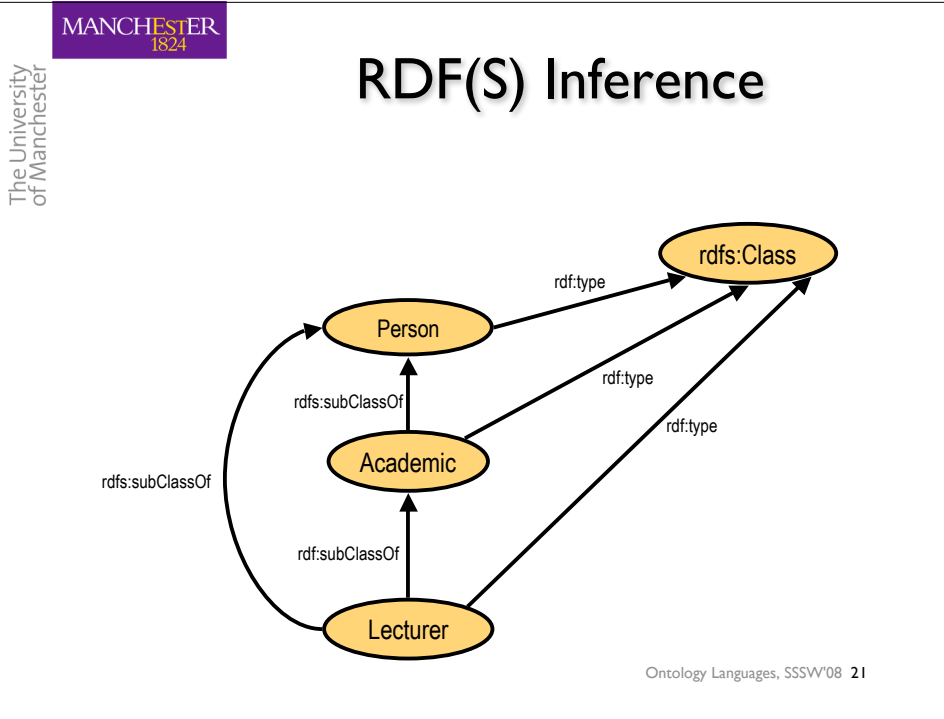 MANCHESTER
1824
The University
of Manchester
RDF(S) Inference
rdfs:Class
rdf:type
Person
rdf:type
rdfs:subClassOf
rdf:type
Academic
rdfs:subClassOf
rdf:subClassOf
Lecturer
Ontology Languages, SSSW'08 21